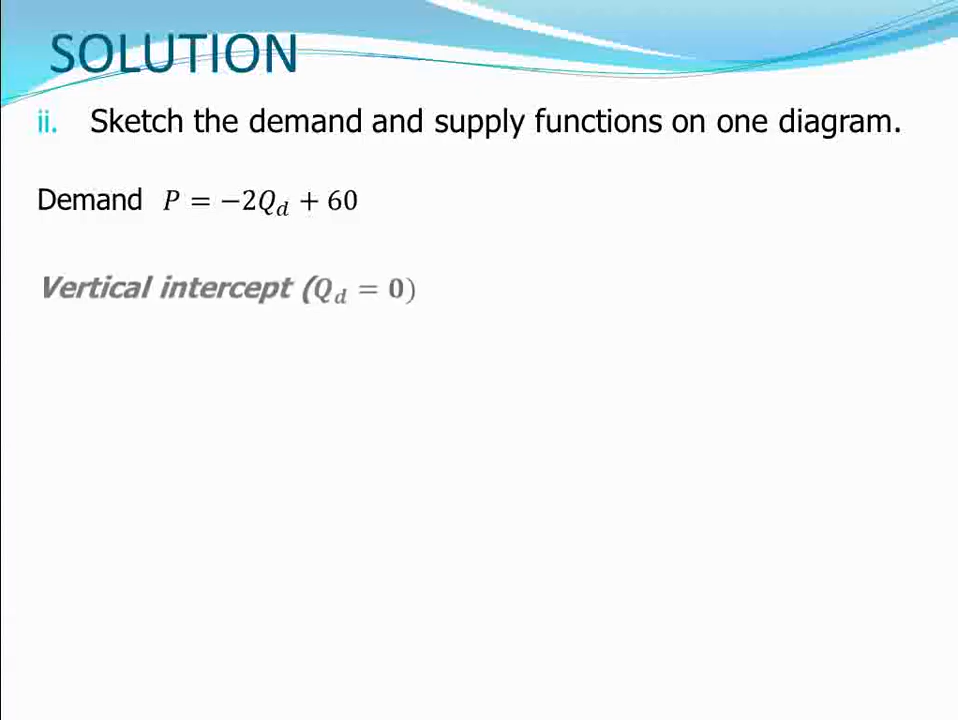 SOLUTION
ii. Sketch the demand and supply functions on one diagram.
Demand P = −2Q_d + 60
Vertical intercept (Q_d = 0)